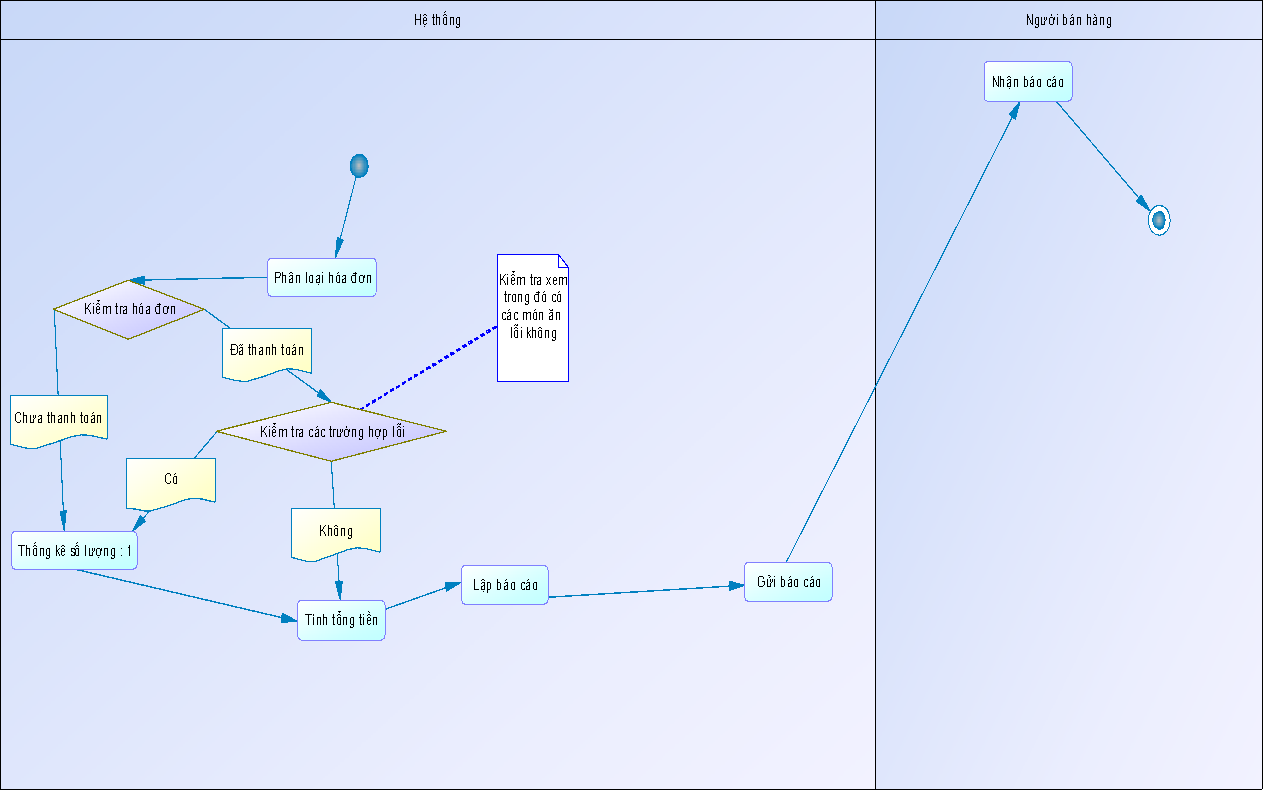 Hệ thống
Người bán hàng
Nhận báo cáo
Phân loại hóa đơn
Kiểm tra xem
trong đó có
các món ăn
lỗi không
Kiểm tra hóa đơn
Đã thanh toán
Chưa thanh toán
Kiểm tra các trường hợp lỗi
Có
Không
Thống kê số lượng : 1
Lập báo cáo
Gửi báo cáo
Tính tổng tiền